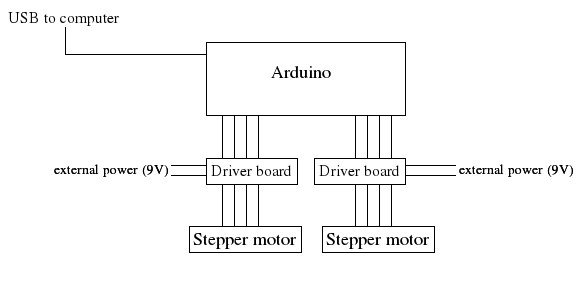 USB to computer
Arduino
external power (9V)
Driver board
Driver board
external power (9V)
Stepper motor
Stepper motor